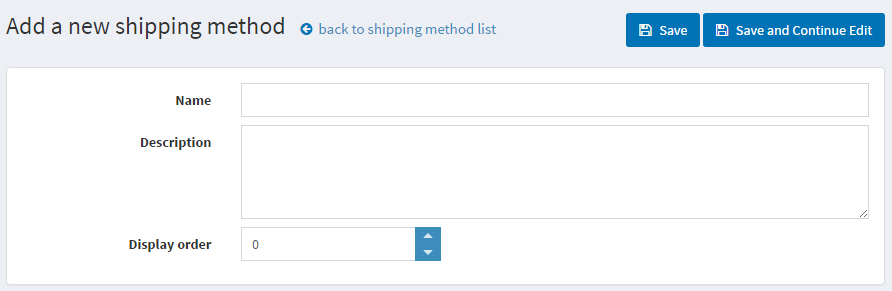 Add a new shipping method back to shipping method list Save Save and Continue Edit
Name
Description
Display order 0